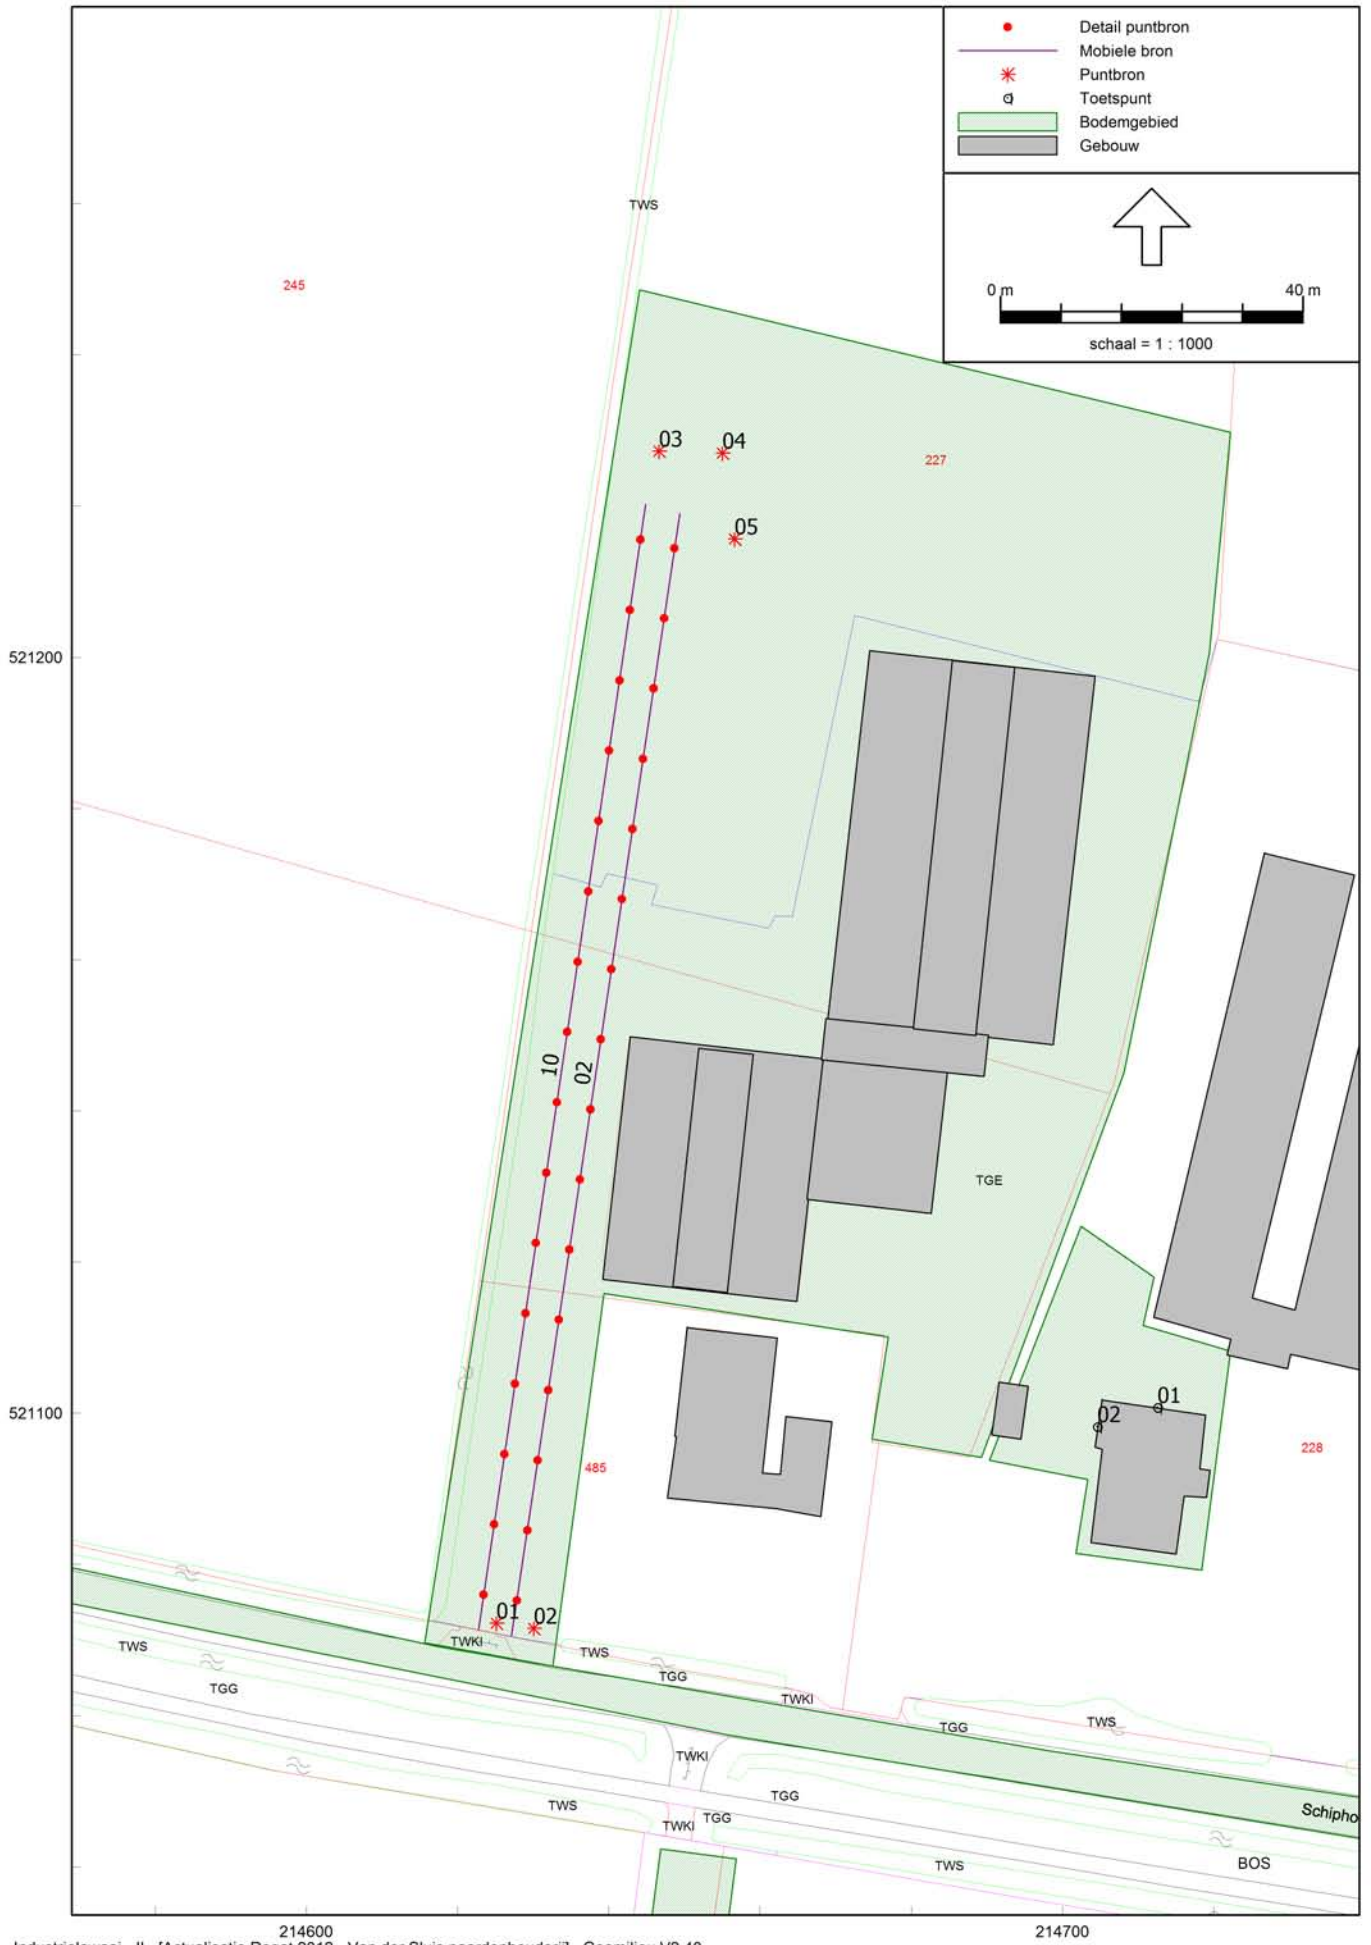 Detail puntbron
Mobiele bron
Puntbron
Toetspunt
Bodemgebied
Gebouw
0 m 40 m
schaal = 1 : 1000
TWS
245
03 04
227
05
521200
10 02
TGE
01
02
521100
228
485
01 02
TWKI
TWS
TWS
TGG
TGG
TWKI
TWS
TGG
TWKI
TGG
TWS
TGG
Schipho
TWKI
BOS
TWS
214600 214700